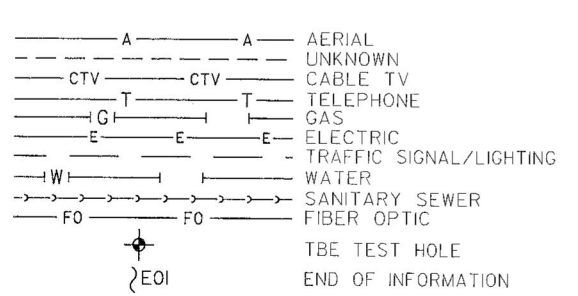 A A AERIAL
UNKNOWN
CTV CTV CABLE TV
T T TELEPHONE
G GAS
E E E ELECTRIC
TRAFFIC SIGNAL/LIGHTING
W WATER
SANITARY SEWER
FO FO FIBER OPTIC
TBE TEST HOLE
EOI END OF INFORMATION